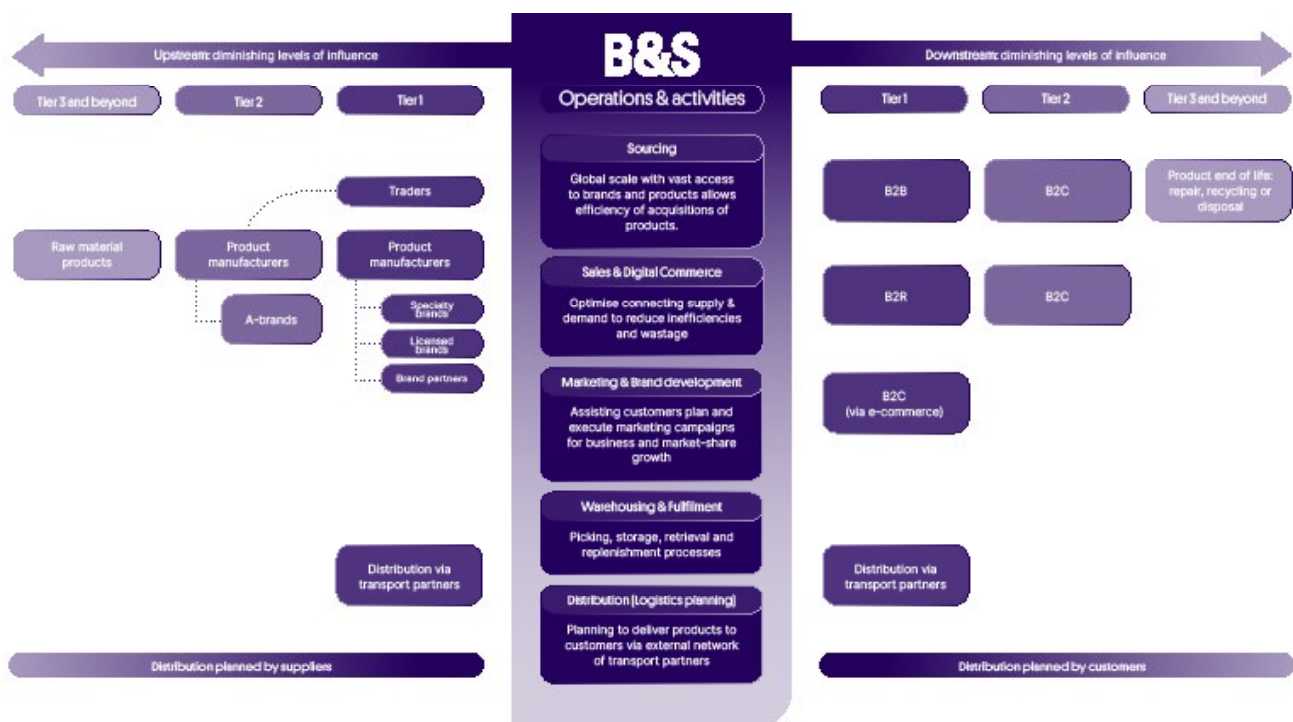 Upstream: diminishing levels of influence
B&S
Downstream: diminishing levels of influence
Tier 3 and beyond
Tier 2
Tier 1
Operations & activities
Tier 1
Tier 2
Tier 3 and beyond
Traders
Raw material
products
Product
manufacturers
Product
manufacturers
A-brands
Specialty
brands
Licensed
brands
Brand partners
Distribution via
transport partners
Distribution planned by suppliers
Sourcing
Global scale with vast access
to brands and products allows
efficiency of acquisitions of
products.
Sales & Digital Commerce
Optimise connecting supply &
demand to reduce inefficiencies
and wastage
Marketing & Brand development
Assisting customers plan and
execute marketing campaigns
for business and market-share
growth
Warehousing & Fulfilment
Picking, storage, retrieval and
replenishment processes
Distribution (Logistics planning)
Planning to deliver products to
customers via external network
of transport partners
B2B
B2C
Product end of life:
repair, recycling or
disposal
B2R
B2C
B2C
(via e-commerce)
Distribution via
transport partners
Distribution planned by customers